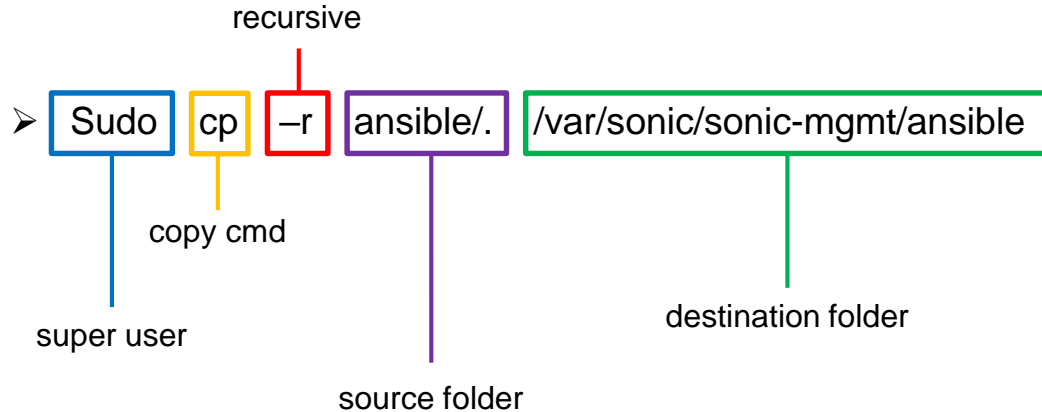 recursive
➢ Sudo cp –r ansible/. /var/sonic/sonic-mgmt/ansible
copy cmd
destination folder
super user
source folder